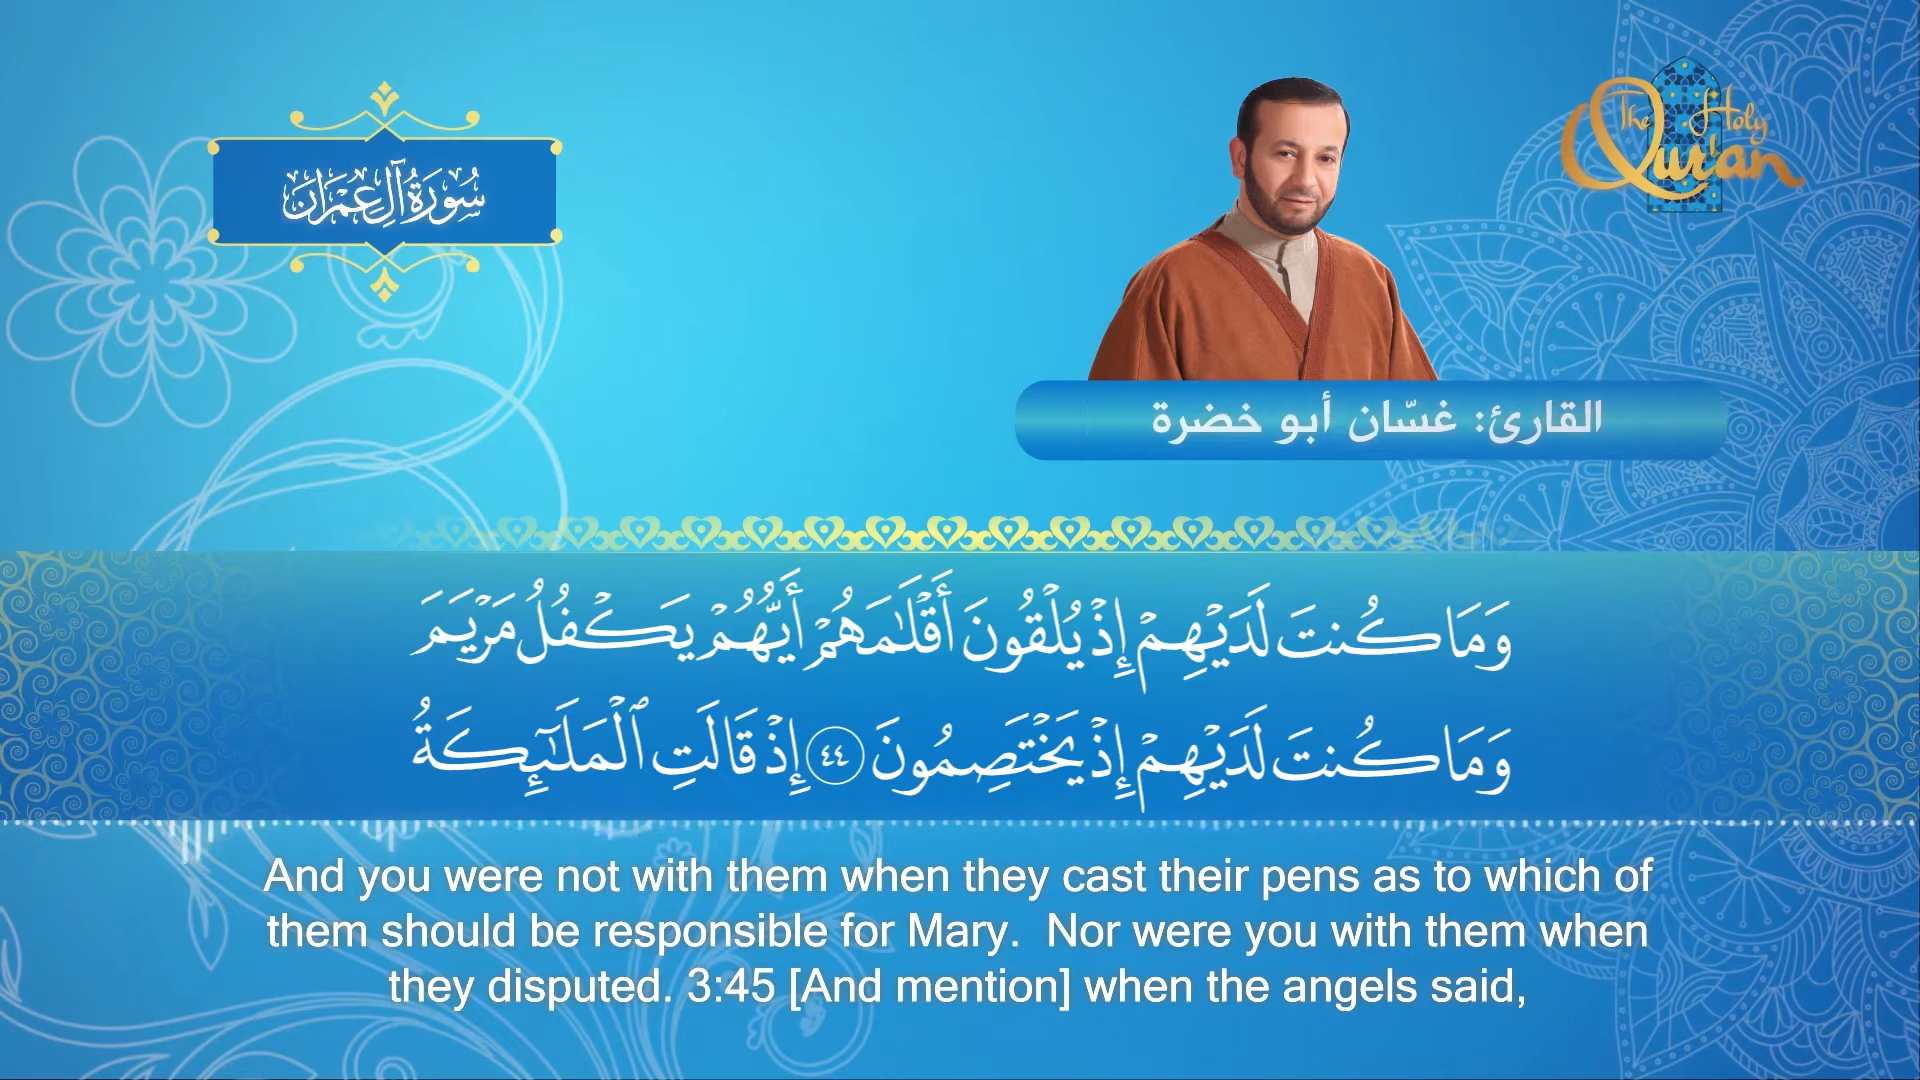 سُورَةُ آلِ عِمْرَانَ
The Holy
Qur'an
القارئ: غسّان أبو خضرة
وَمَا كُنتَ لَدَيْهِمْ إِذْ يُلْقُونَ أَقْلَٰمَهُمْ أَيُّهُمْ يَكْفُلُ مَرْيَمَ
وَمَا كُنتَ لَدَيْهِمْ إِذْ يَخْتَصِمُونَ ٤٤ إِذْ قَالَتِ ٱلْمَلَٰٓئِكَةُ
And you were not with them when they cast their pens as to which of
them should be responsible for Mary.  Nor were you with them when
they disputed. 3:45 [And mention] when the angels said,